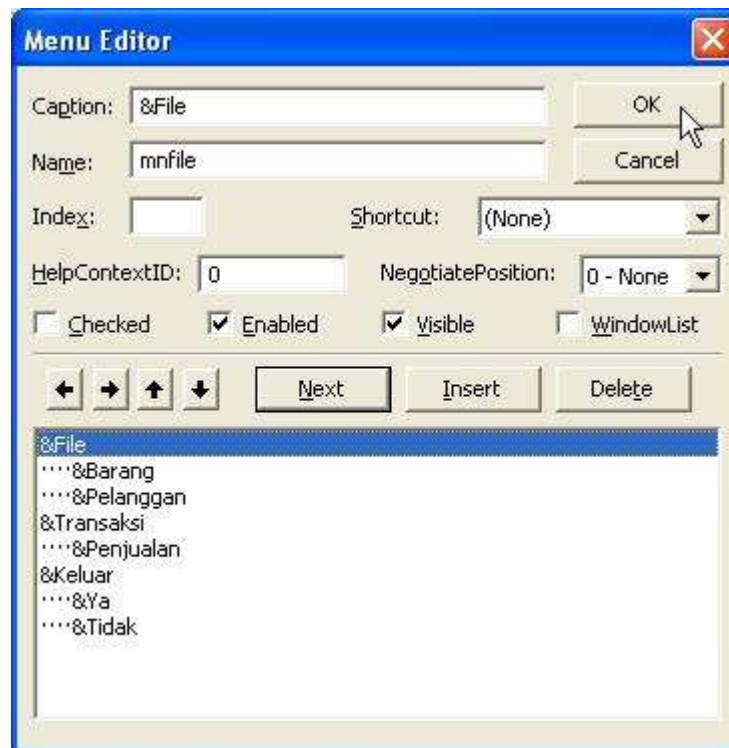 Menu Editor
Caption: &File OK
Name: mnfile Cancel
Index: Shortcut: (None)
HelpContextID: 0 NegotiatePosition: 0 - None
Checked Enabled Visible WindowList
Next Insert Delete
&File
····&Barang
····&Pelanggan
&Transaksi
····&Penjualan
&Keluar
····&Ya
····&Tidak